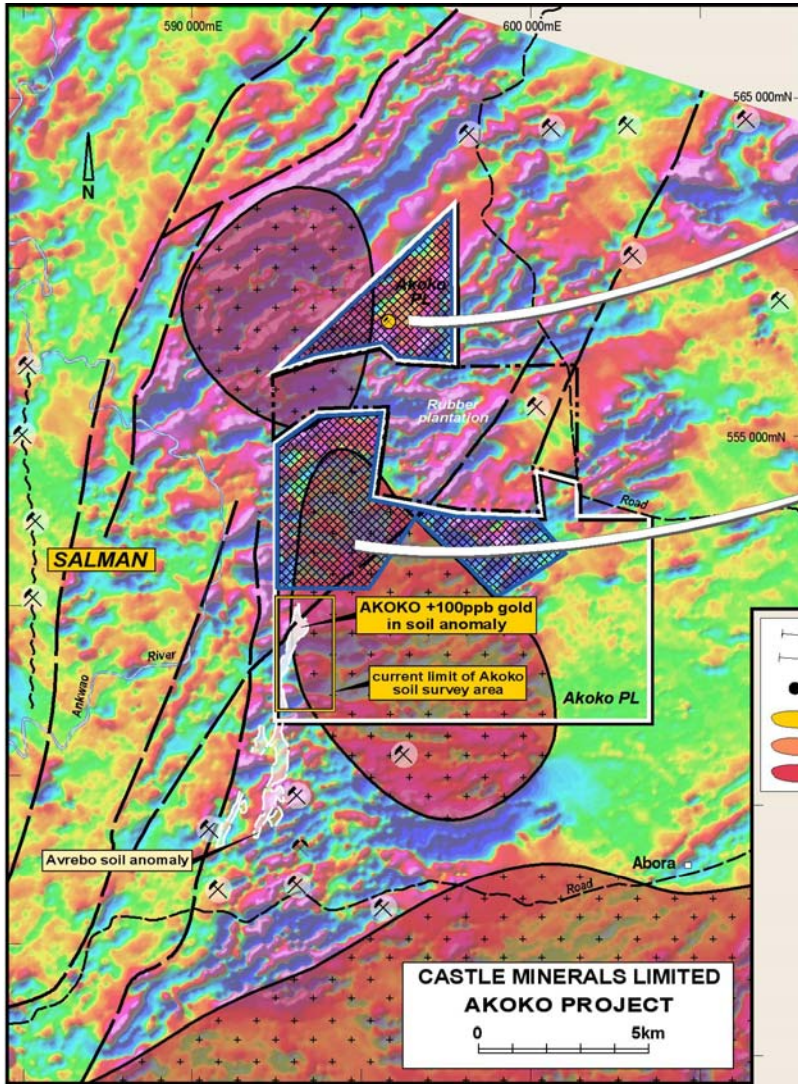 590 000mE
600 000mE
565 000mN
N
Akoko
PL
Rubber
plantation
555 000mN
Road
SALMAN
AKOKO +100ppb gold
in soil anomaly
River
Ankwao
current limit of Akoko
soil survey area
Akoko PL
Avrebo soil anomaly
Abora
Road
CASTLE MINERALS LIMITED
AKOKO PROJECT
0
5km